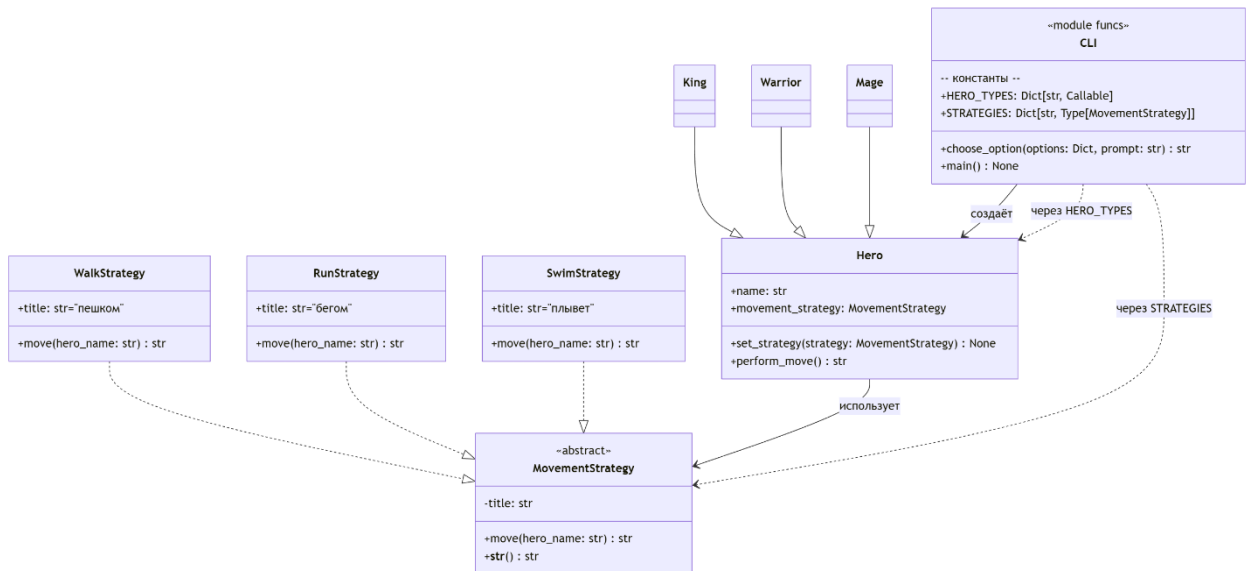 «module funcs»
CLI
-- константы --
+HERO_TYPES: Dict[str, Callable]
+STRATEGIES: Dict[str, Type[MovementStrategy]]
+choose_option(options: Dict, prompt: str) : str
+main() : None
King
Warrior
Mage
создаёт
через HERO_TYPES
Hero
+name: str
+movement_strategy: MovementStrategy
+set_strategy(strategy: MovementStrategy) : None
+perform_move() : str
WalkStrategy
+title: str="пешком"
+move(hero_name: str) : str
RunStrategy
+title: str="бегом"
+move(hero_name: str) : str
SwimStrategy
+title: str="плывет"
+move(hero_name: str) : str
через STRATEGIES
использует
«abstract»
MovementStrategy
-title: str
+move(hero_name: str) : str
+str() : str